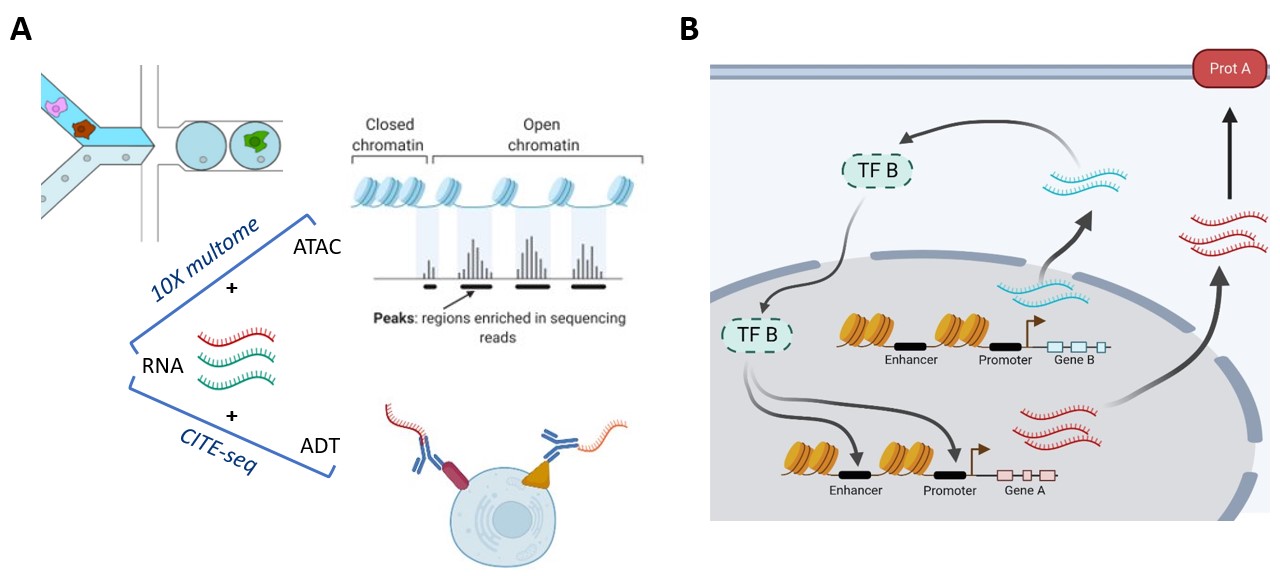 A
Closed
chromatin
Open
chromatin
10X multome
ATAC
+
Peaks: regions enriched in sequencing
reads
RNA
+
CITE-seq
ADT
B
Prot A
TF B
TF B
Enhancer
Promoter
Gene B
Enhancer
Promoter
Gene A